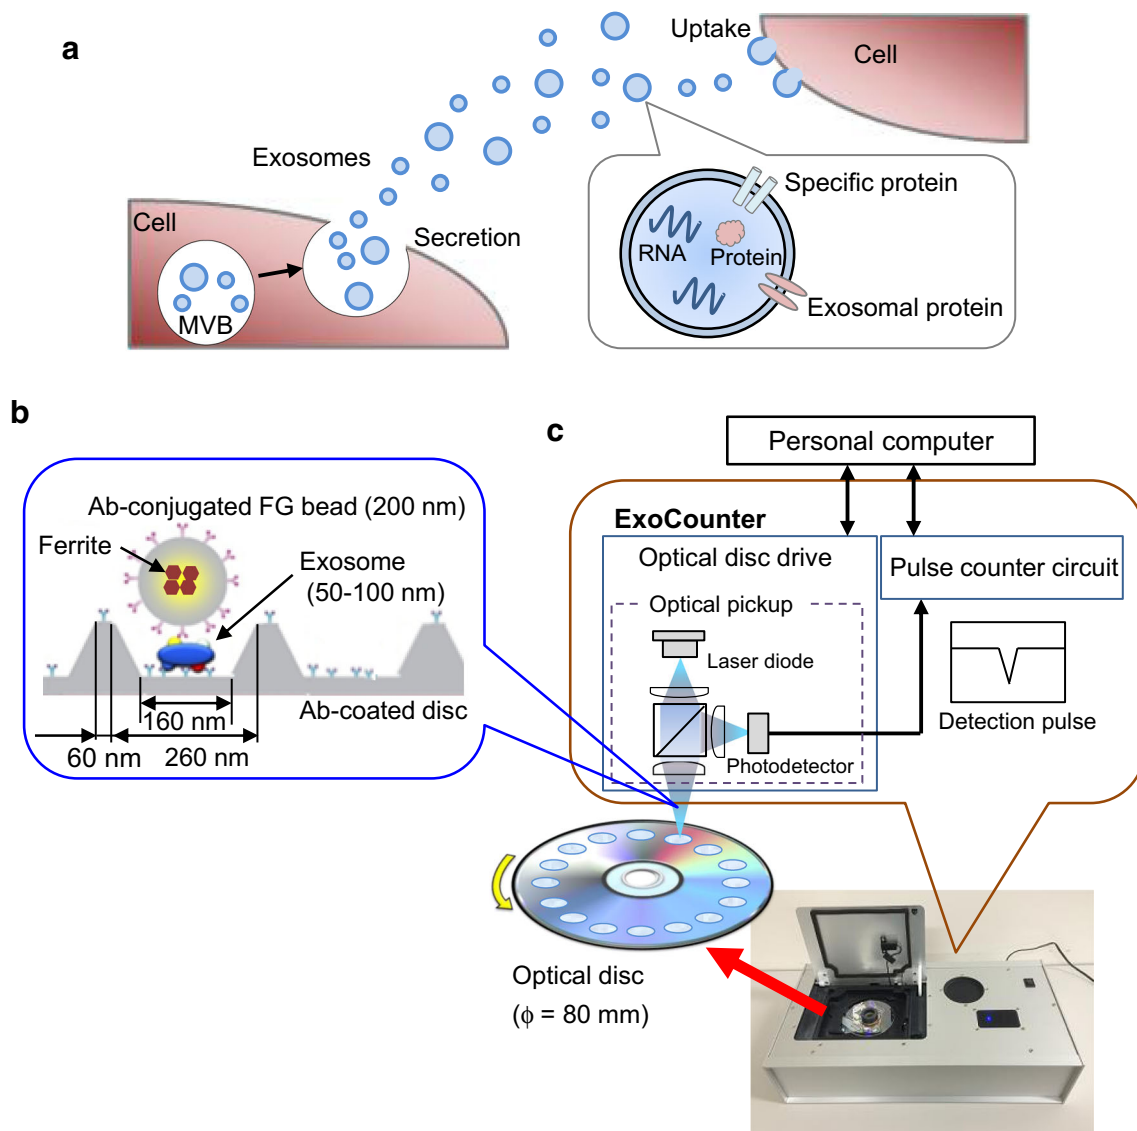 a
Uptake
Cell
Exosomes
Specific protein
Cell
Secretion
RNA
Protein
MVB
Exosomal protein
b
Ab-conjugated FG bead (200 nm)
Ferrite
Exosome
(50-100 nm)
160 nm
Ab-coated disc
60 nm
260 nm
c
Personal computer
ExoCounter
Optical disc drive
Pulse counter circuit
Optical pickup
Laser diode
Detection pulse
Photodetector
Optical disc
(ϕ = 80 mm)